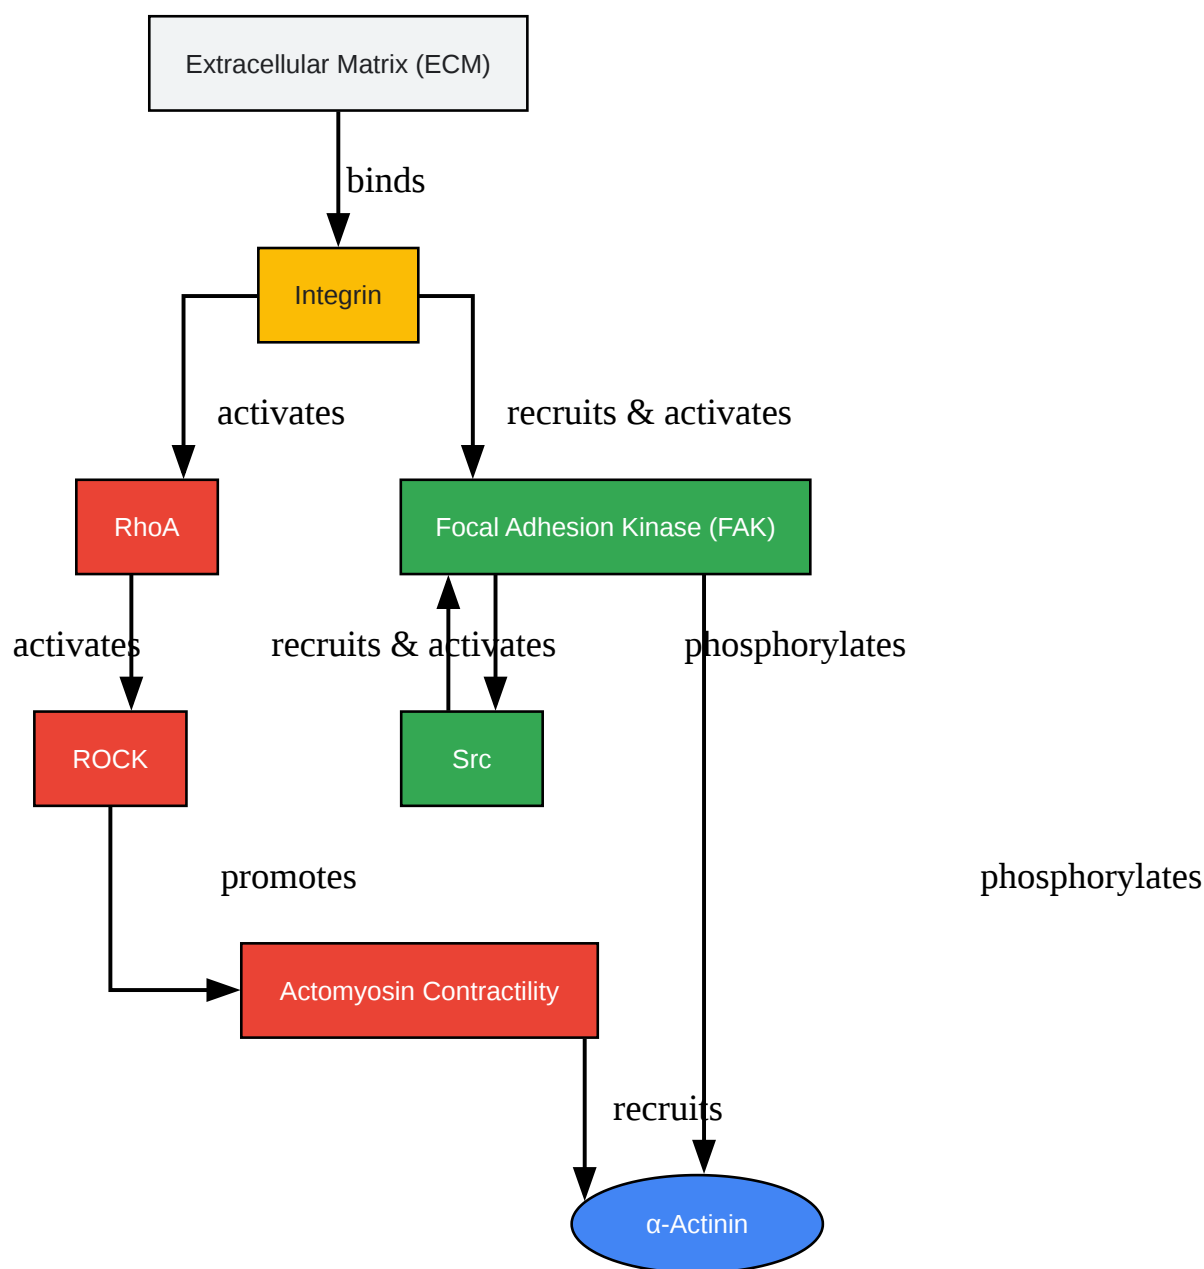 Extracellular Matrix (ECM)
binds
Integrin
activates
recruits & activates
RhoA
Focal Adhesion Kinase (FAK)
activates
recruits & activates
phosphorylates
ROCK
Src
promotes
phosphorylates
Actomyosin Contractility
recruits
α-Actinin